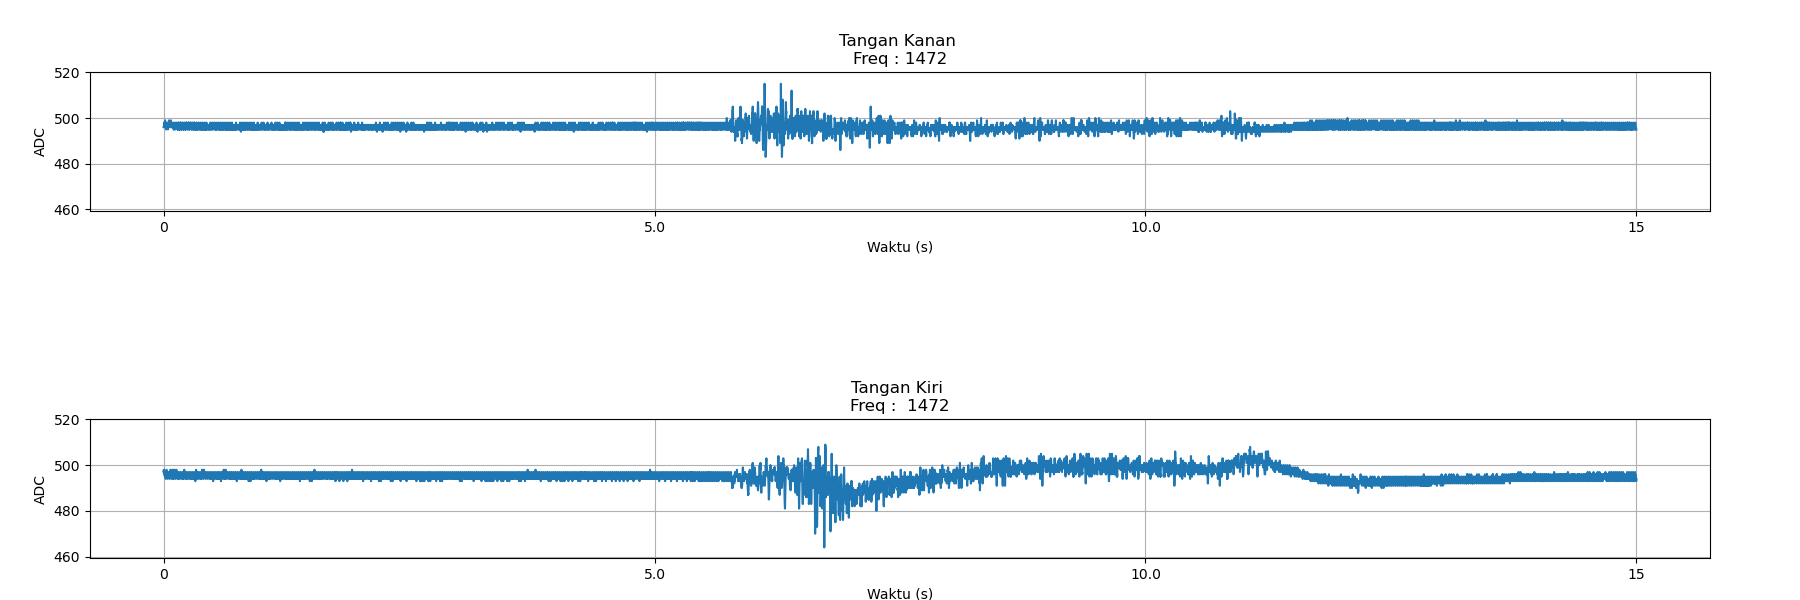 Tangan Kanan
Freq : 1472
520
500
480
460
ADC
0 5.0 10.0 15
Waktu (s)
Tangan Kiri
Freq :  1472
520
500
480
460
ADC
0 5.0 10.0 15
Waktu (s)